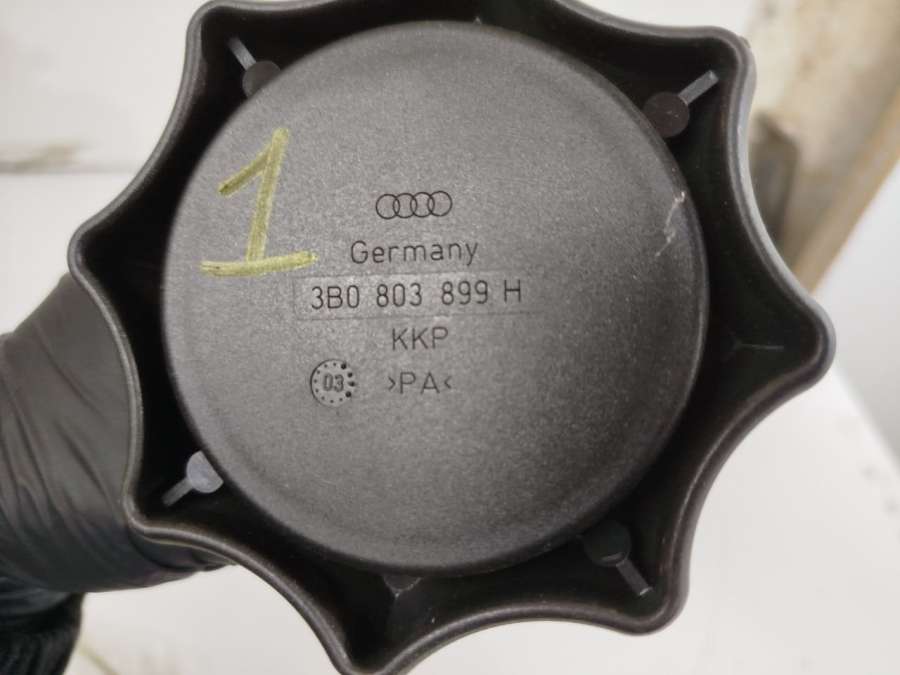 1
Germany
3B0 803 899 H
KKP
03 >PA<